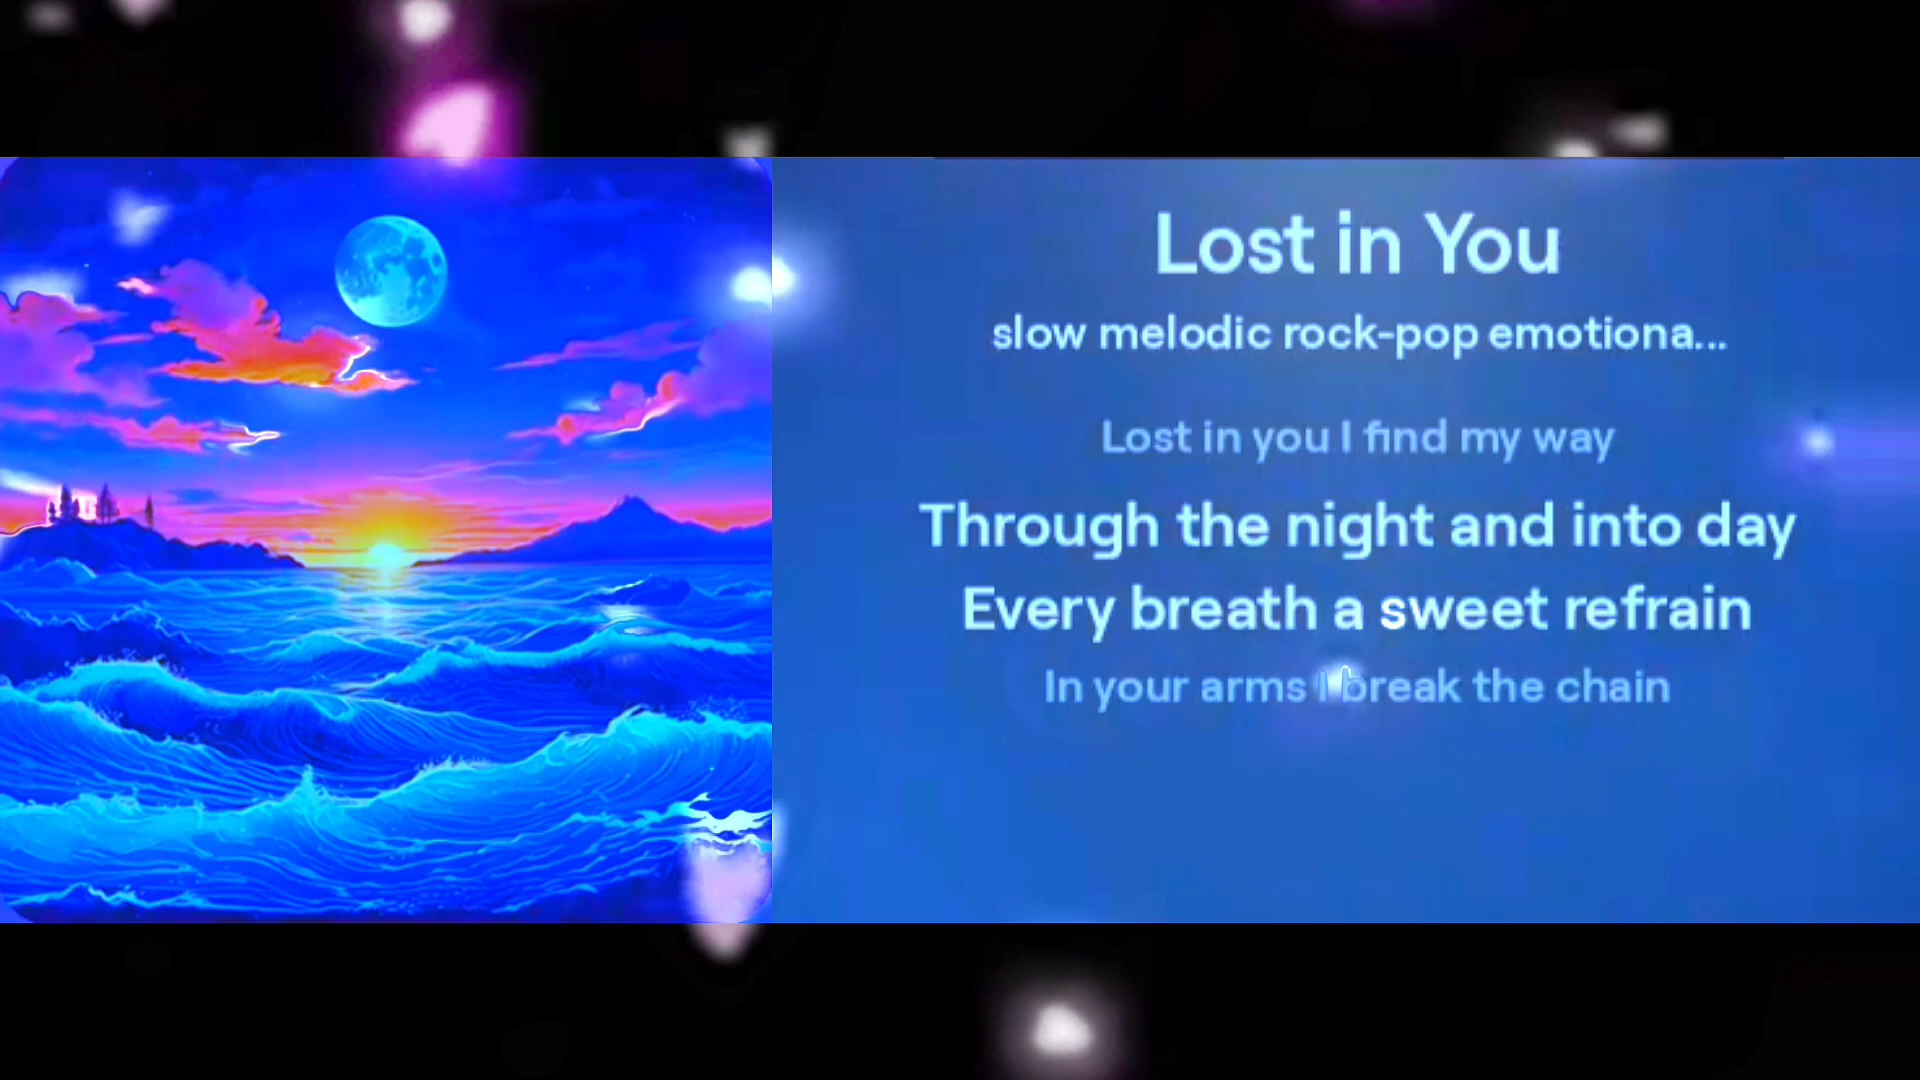 Lost in You
slow melodic rock-pop emotiona...
Lost in you I find my way
Through the night and into day
Every breath a sweet refrain
In your arms I break the chain